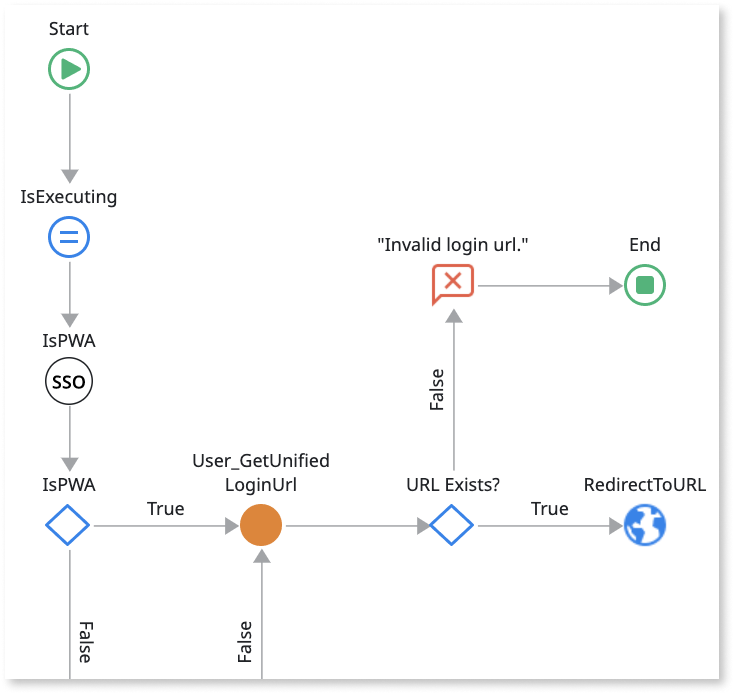 Start
IsExecuting
"Invalid login url."
End
IsPWA
SSO
False
User_GetUnified
LoginUrl
IsPWA
URL Exists?
RedirectToURL
True
True
False
False